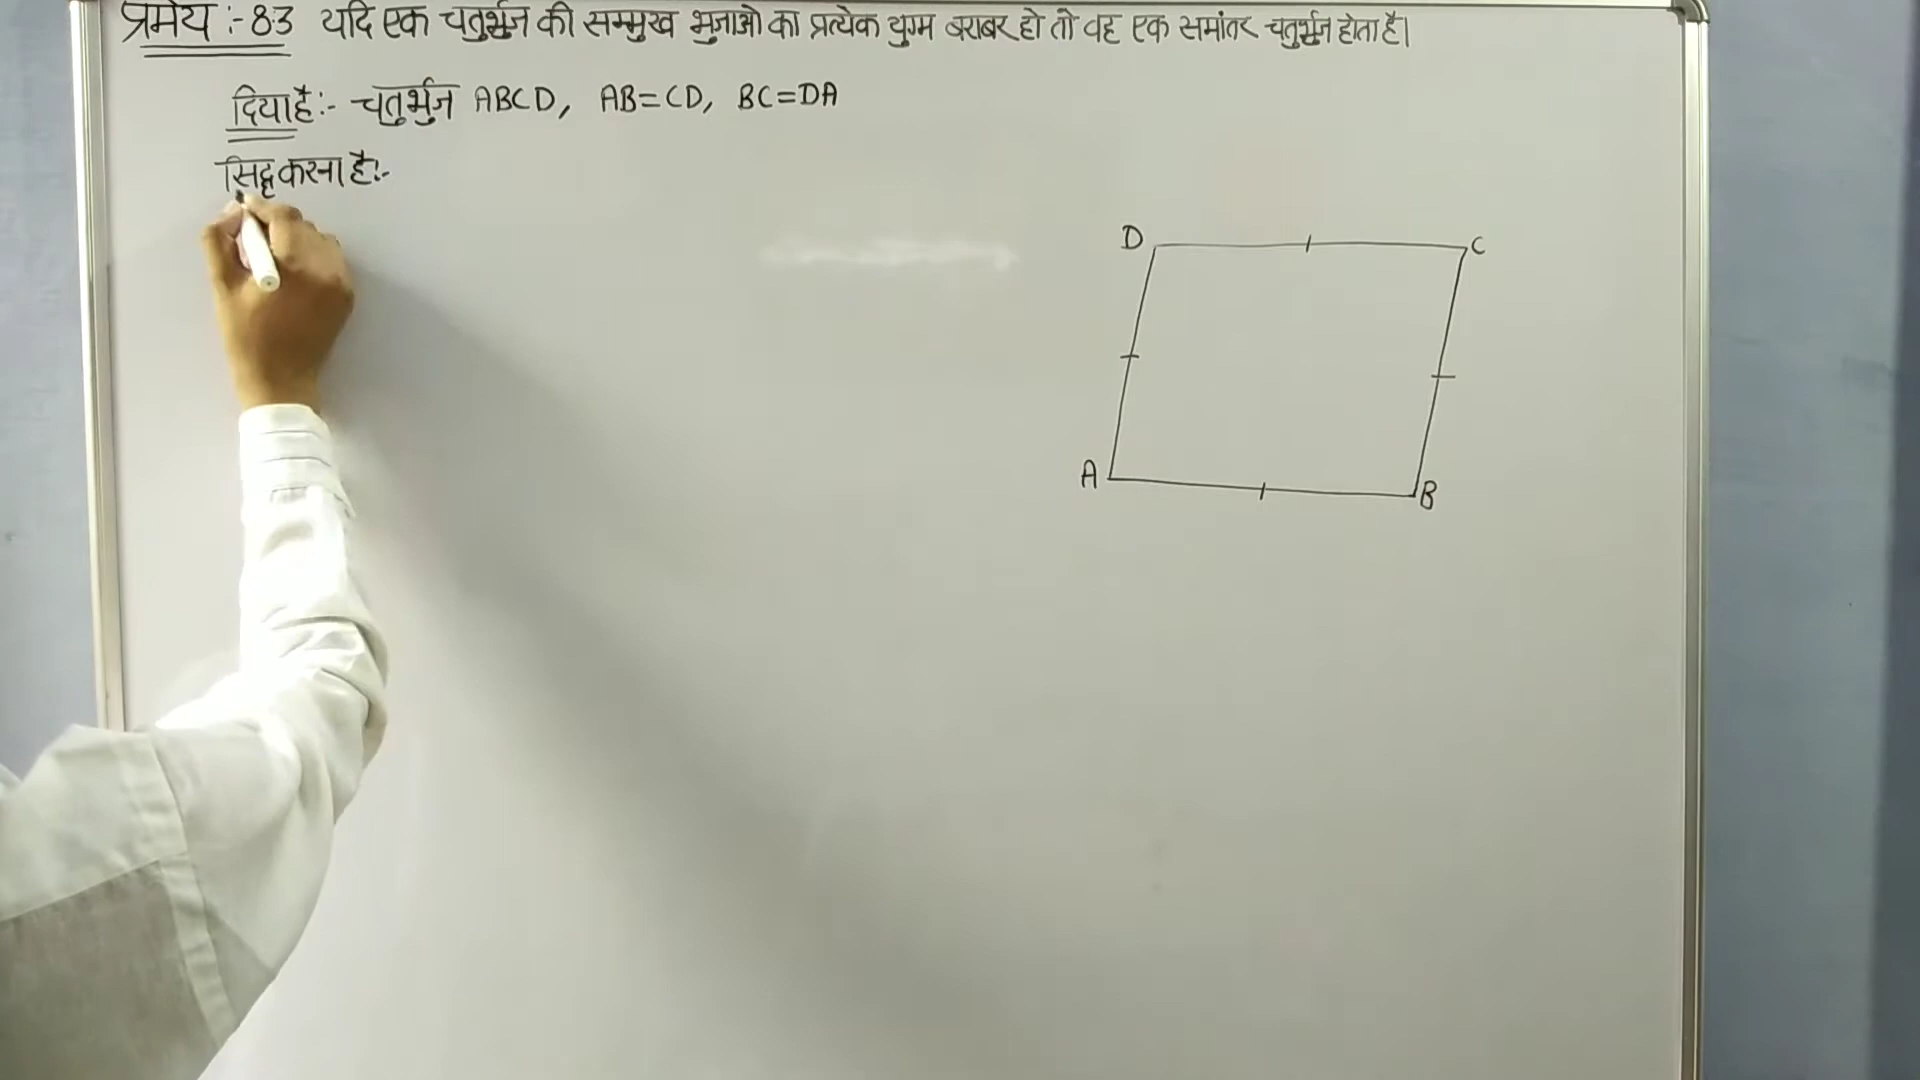 प्रमेय :- 8.3 यदि एक चतुर्भुज की सम्मुख भुजाओ का प्रत्येक युग्म बराबर हो तो वह एक समांतर चतुर्भुज होता है।
दिया है :- चतुर्भुज ABCD, AB=CD, BC=DA
सिद्ध करना है :-
D
C
A
B